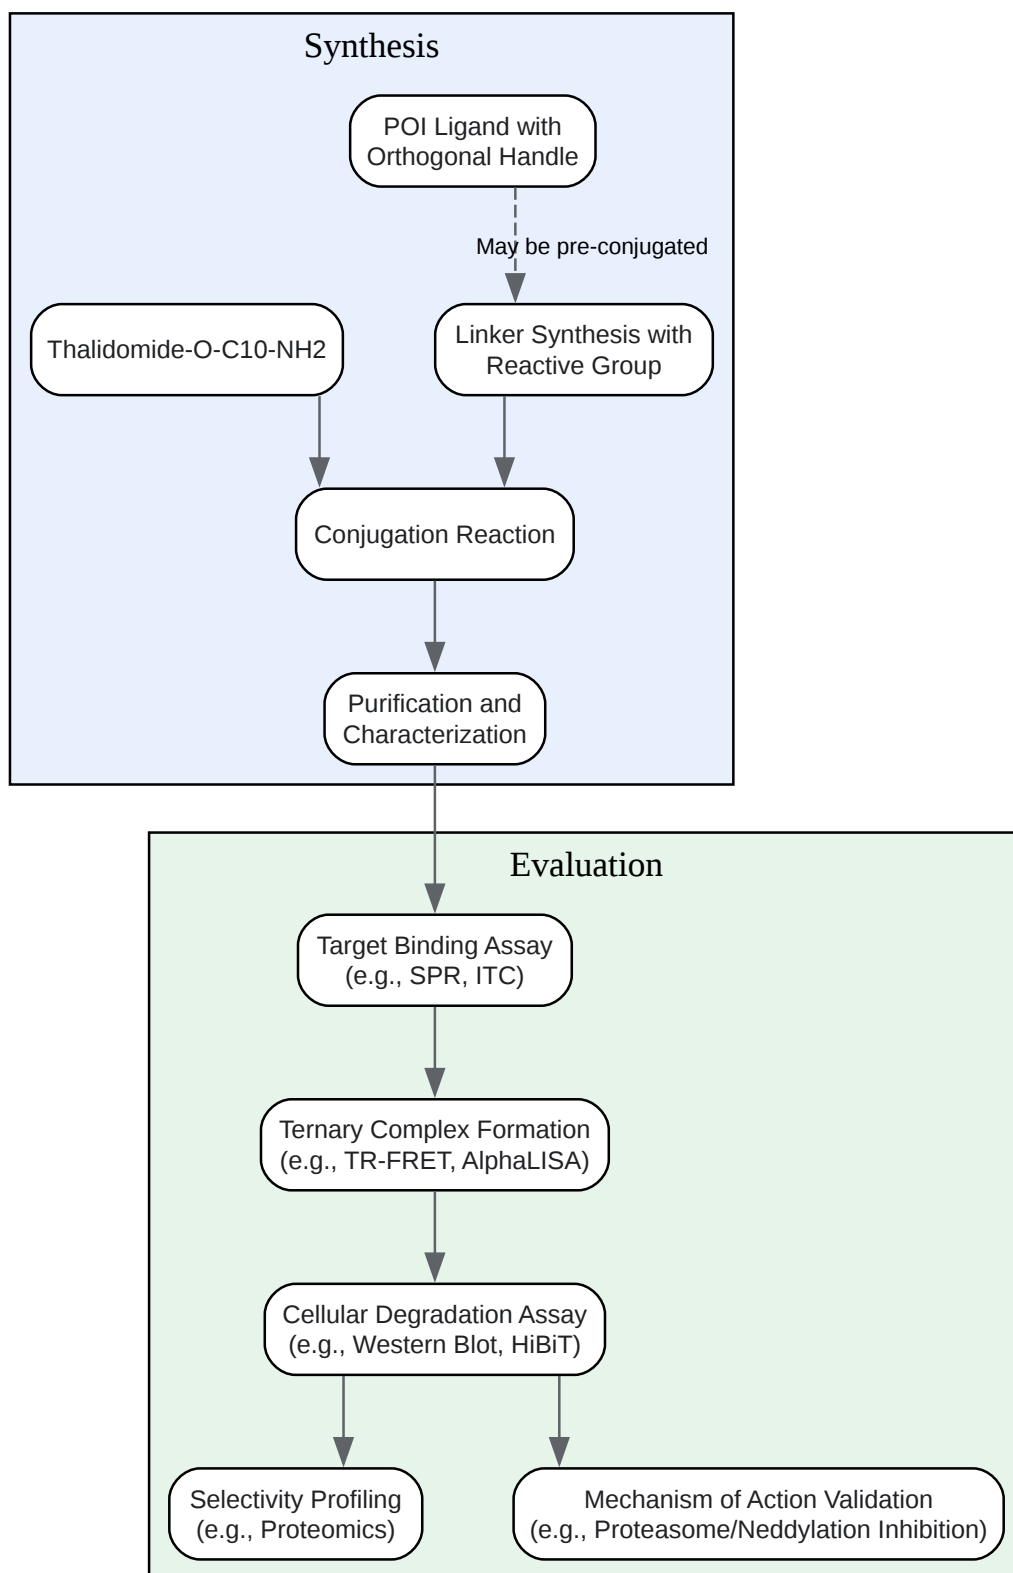 Synthesis
POI Ligand with
Orthogonal Handle
May be pre-conjugated
Thalidomide-O-C10-NH2
Linker Synthesis with
Reactive Group
Conjugation Reaction
Purification and
Characterization
Evaluation
Target Binding Assay
(e.g., SPR, ITC)
Ternary Complex Formation
(e.g., TR-FRET, AlphaLISA)
Cellular Degradation Assay
(e.g., Western Blot, HiBiT)
Selectivity Profiling
(e.g., Proteomics)
Mechanism of Action Validation
(e.g., Proteasome/Neddylation Inhibition)